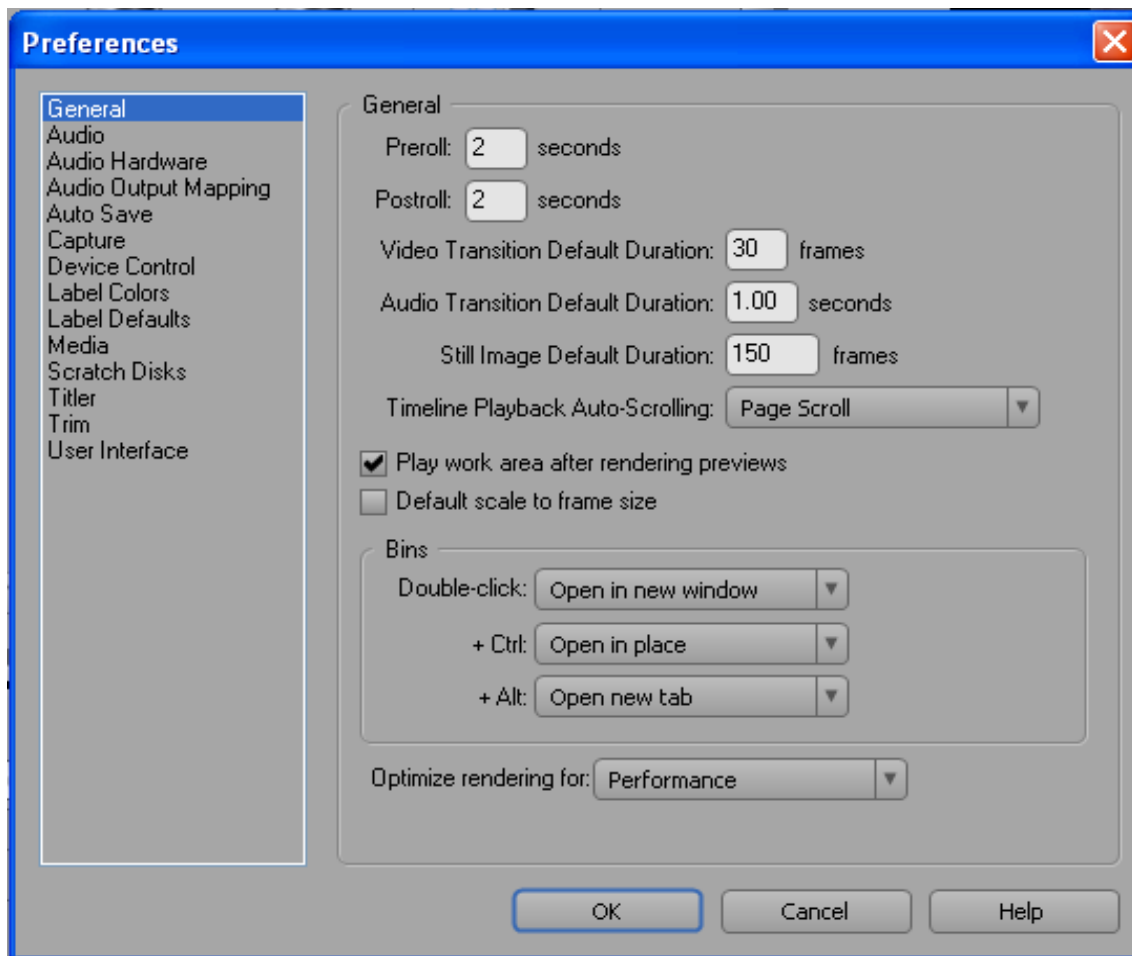 Preferences
General
Audio
Audio Hardware
Audio Output Mapping
Auto Save
Capture
Device Control
Label Colors
Label Defaults
Media
Scratch Disks
Titler
Trim
User Interface
General
Preroll: 2 seconds
Postroll: 2 seconds
Video Transition Default Duration: 30 frames
Audio Transition Default Duration: 1.00 seconds
Still Image Default Duration: 150 frames
Timeline Playback Auto-Scrolling: Page Scroll
Play work area after rendering previews
Default scale to frame size
Bins
Double-click: Open in new window
+ Ctrl: Open in place
+ Alt: Open new tab
Optimize rendering for: Performance
OK Cancel Help